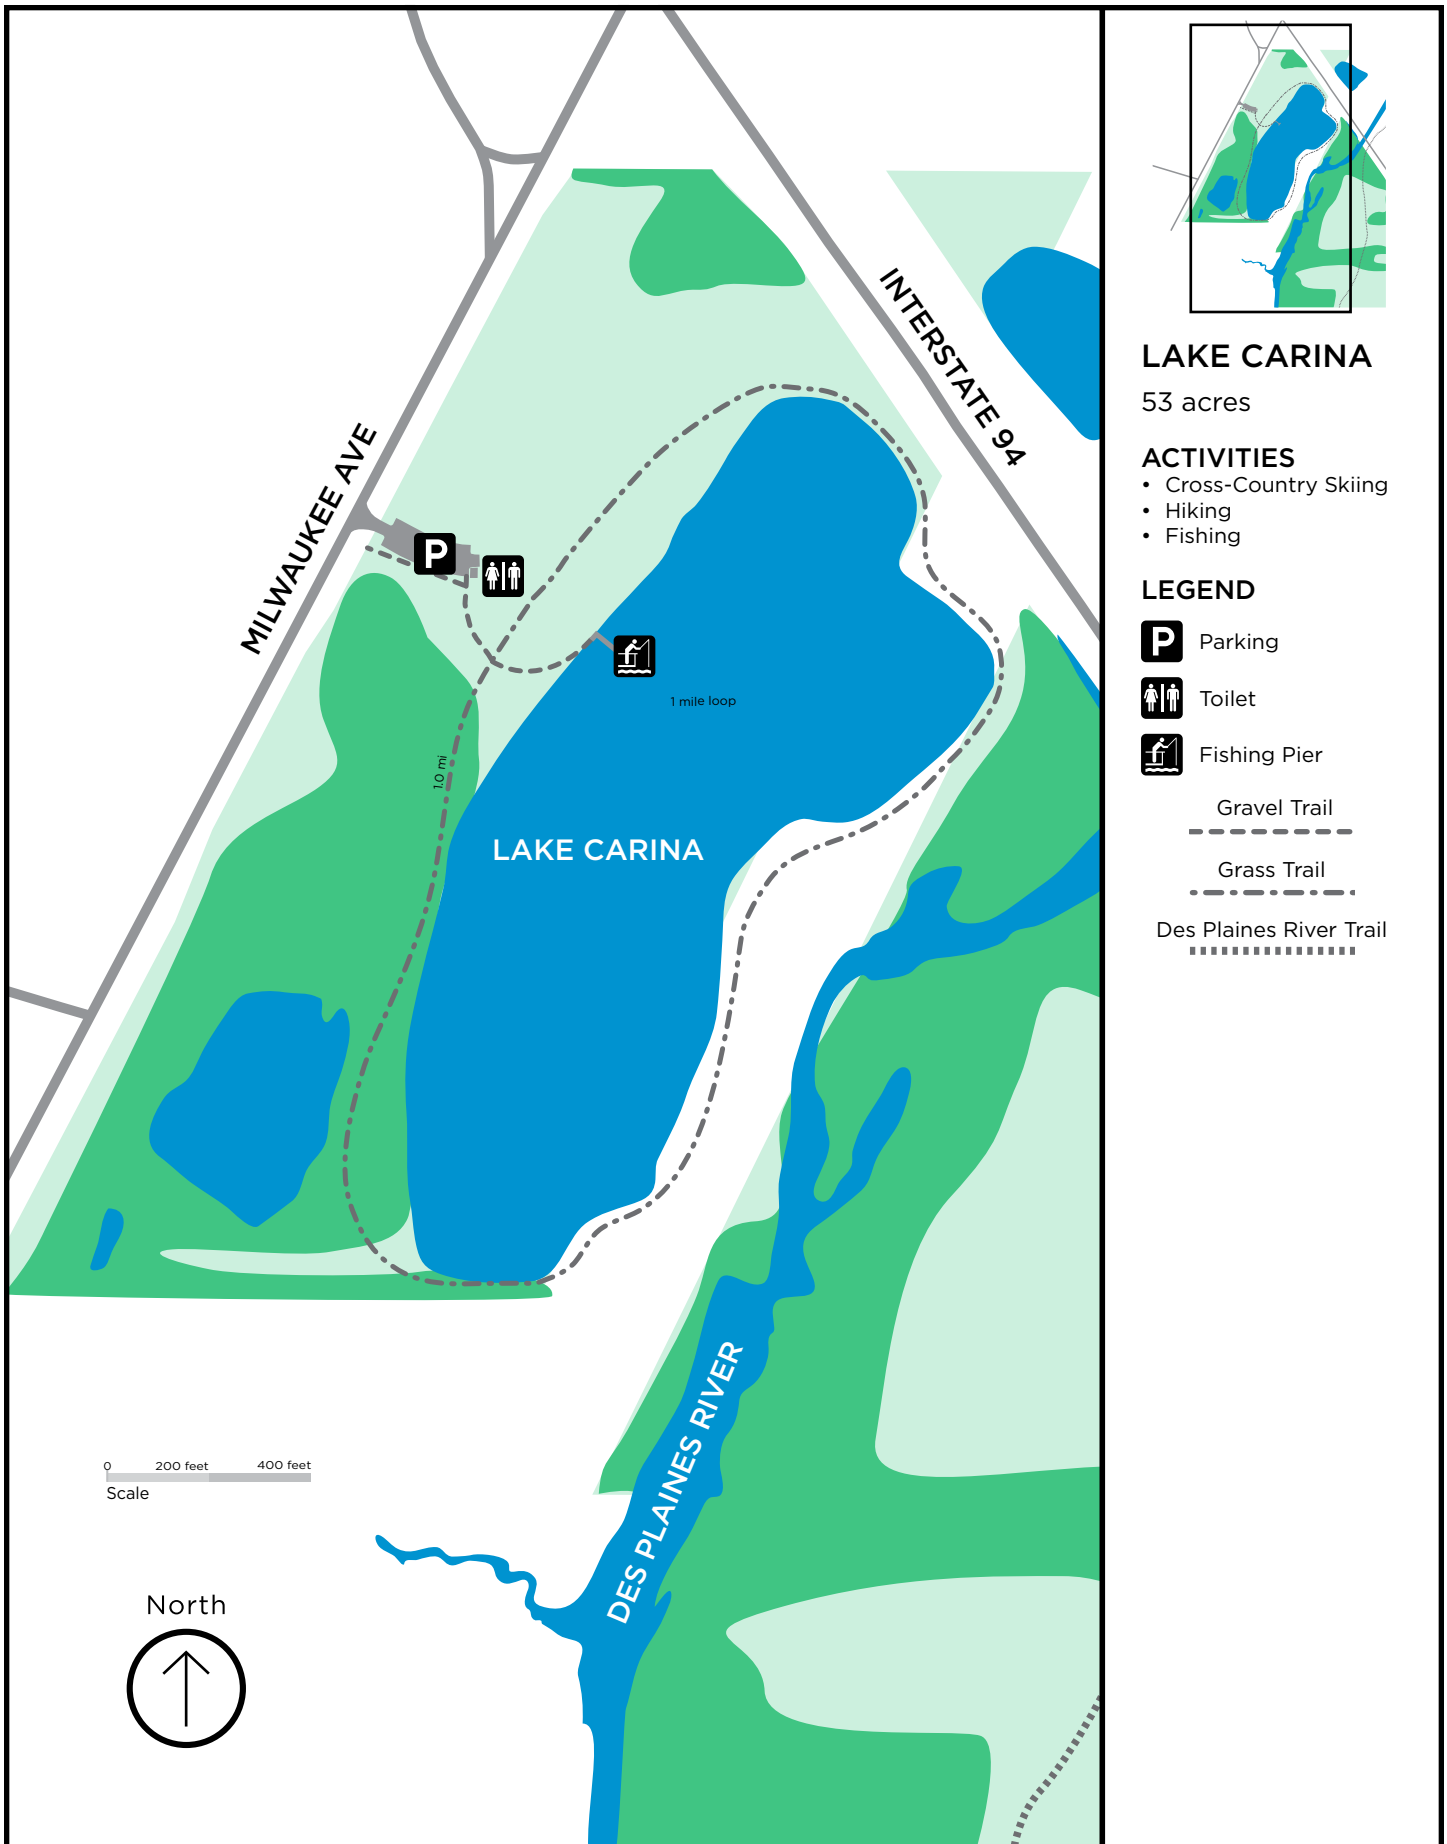 INTERSTATE 94
MILWAUKEE AVE
P
1 mile loop
1.0 mi
LAKE CARINA
DES PLAINES RIVER
0 200 feet 400 feet
Scale
North
LAKE CARINA
53 acres
ACTIVITIES
• Cross-Country Skiing
• Hiking
• Fishing
LEGEND
P Parking
Toilet
Fishing Pier
Gravel Trail
Grass Trail
Des Plaines River Trail